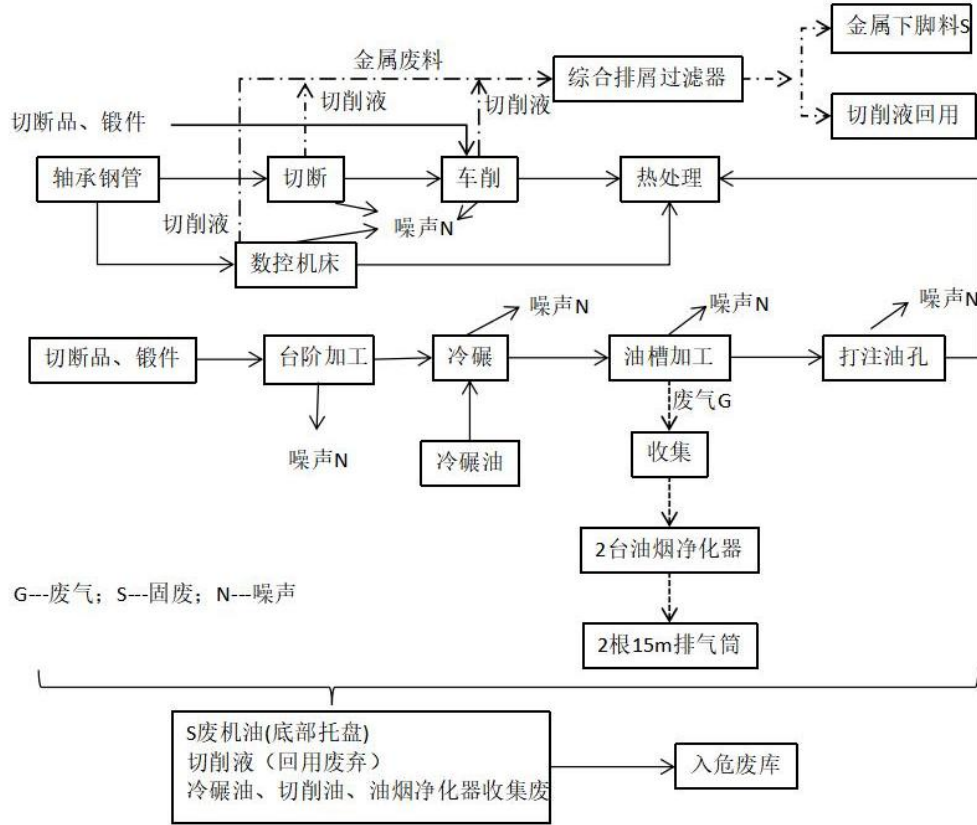 金属下脚料S
金属废料
综合排屑过滤器
切削液
切削液
切削液回用
切断品、锻件
轴承钢管
切断
车削
热处理
切削液
噪声N
数控机床
噪声N
噪声N
噪声N
切断品、锻件
台阶加工
冷碾
油槽加工
打注油孔
废气G
噪声N
冷碾油
收集
2台油烟净化器
G---废气；S---固废；N---噪声
2根15m排气筒
S废机油(底部托盘)
切削液（回用废弃）
冷碾油、切削油、油烟净化器收集废
入危废库